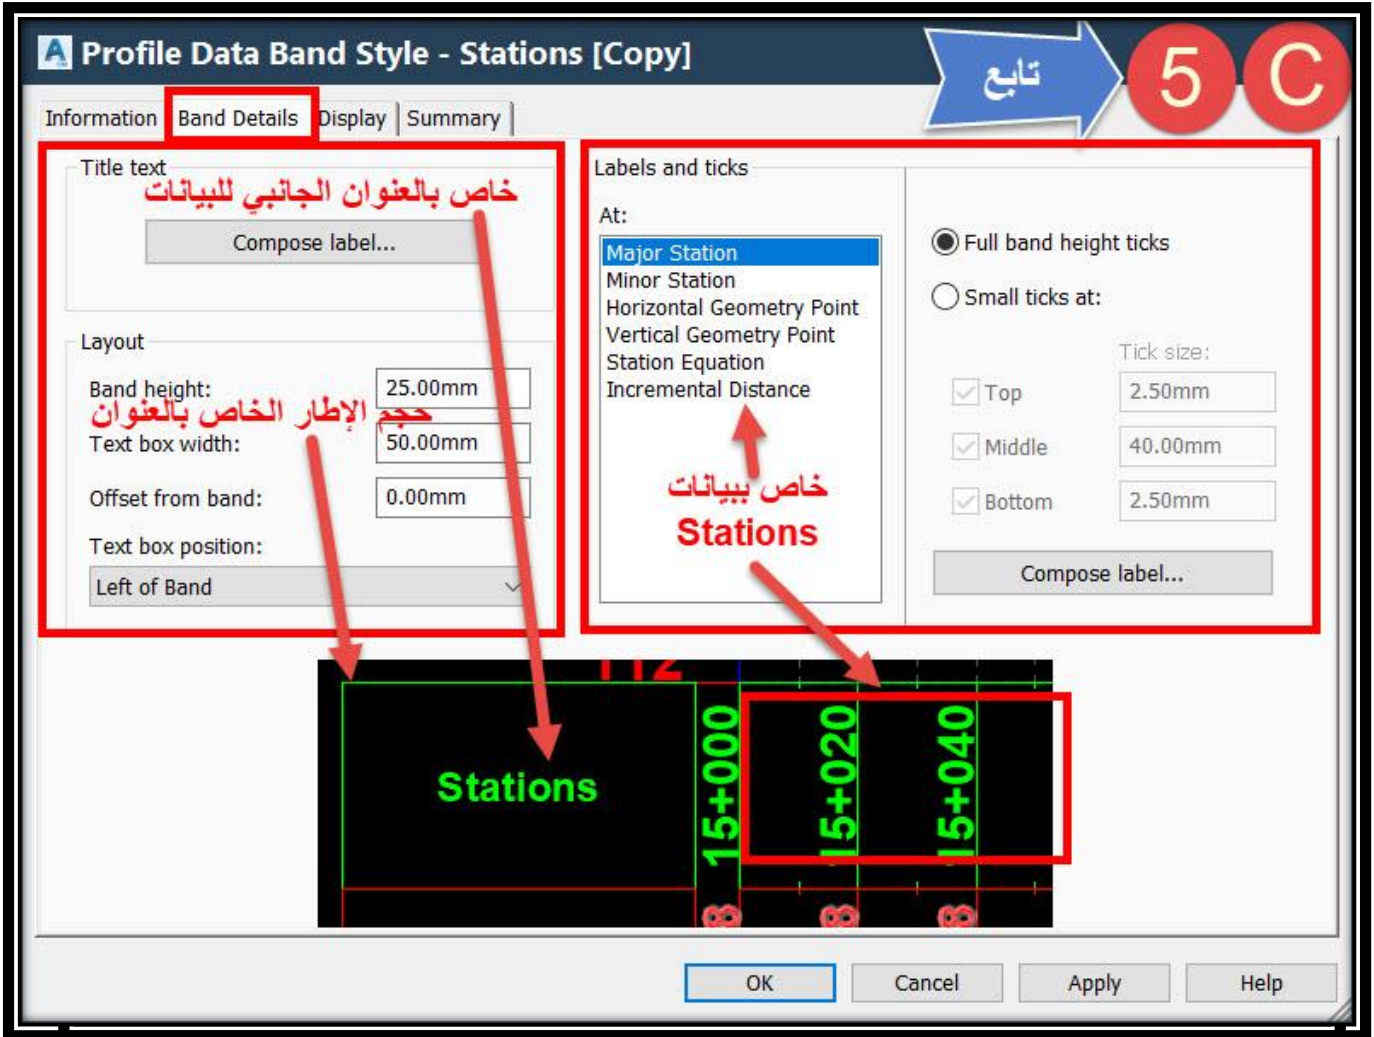 Profile Data Band Style - Stations [Copy]
تابع
5
C
Information
Band Details
Display
Summary
Title text
خاص بالعنوان الجانبي للبيانات
Compose label...
Layout
Band height:
25.00mm
حجم الإطار الخاص بالعنوان
Text box width:
50.00mm
Offset from band:
0.00mm
Text box position:
Left of Band
Labels and ticks
At:
Major Station
Minor Station
Horizontal Geometry Point
Vertical Geometry Point
Station Equation
Incremental Distance
خاص ببيانات
Stations
Full band height ticks
Small ticks at:
Tick size:
Top
2.50mm
Middle
40.00mm
Bottom
2.50mm
Compose label...
Stations
15+000
15+020
15+040
8
8
8
OK
Cancel
Apply
Help